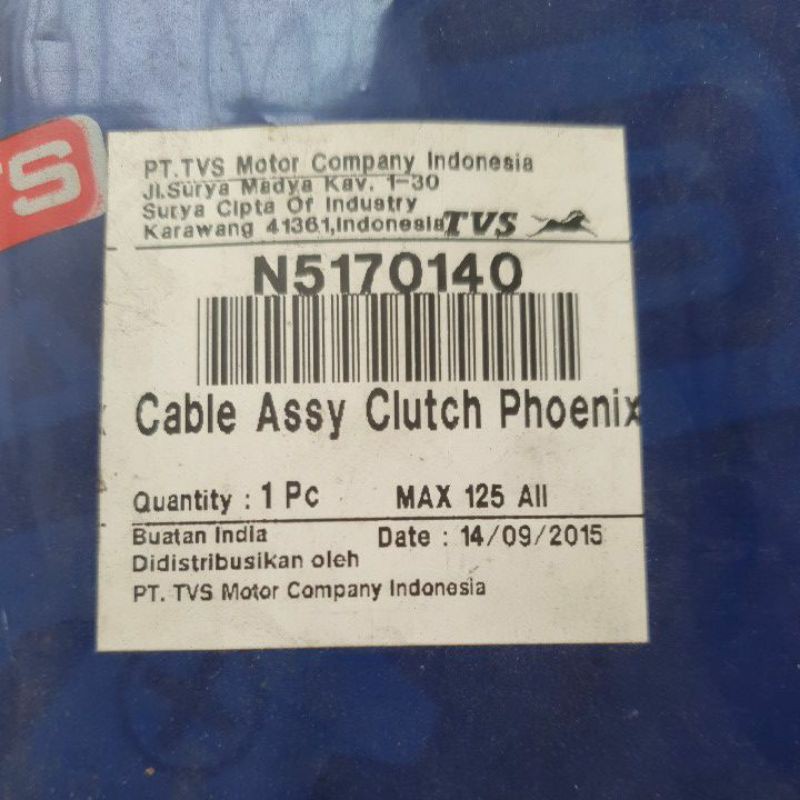 TS
PT.TVS Motor Company Indonesia
Jl.Surya Madya Kav. 1-30
Surya Cipta Of Industry
Karawang 41361,Indonesia TVS
N5170140
Cable Assy Clutch Phoenix
Quantity : 1 Pc MAX 125 All
Buatan India Date : 14/09/2015
Didistribusikan oleh
PT. TVS Motor Company Indonesia